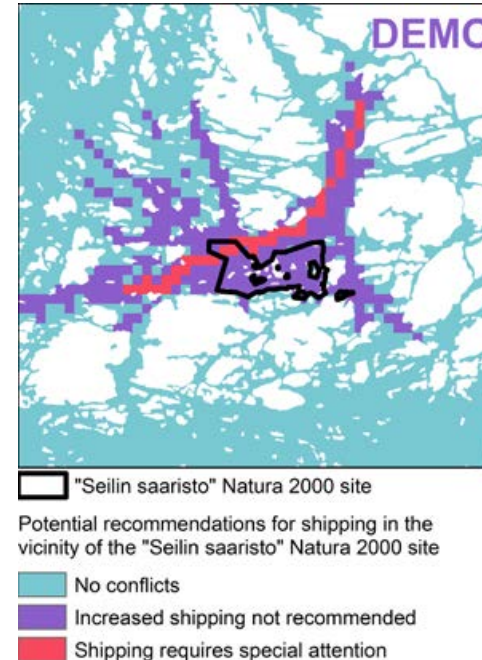 DEMO
"Seilin saaristo" Natura 2000 site
Potential recommendations for shipping in the
vicinity of the "Seilin saaristo" Natura 2000 site
No conflicts
Increased shipping not recommended
Shipping requires special attention